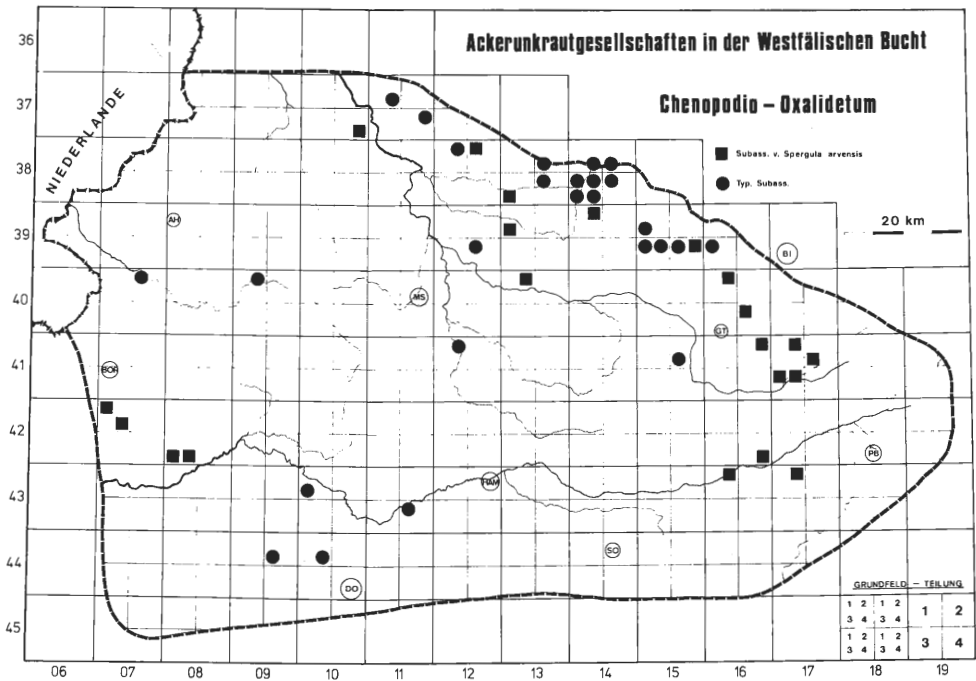 Ackerunkrautgesellschaften in der Westfälischen Bucht
Chenopodio – Oxalidetum
Subass. v. Spergula arvensis
Typ. Subass.
20 km
NIEDERLANDE
AH
BI
MS
GT
BOR
PB
HAM
SO
DO
GRUNDFELD – TEILUNG
1 2 1 2
3 4 3 4
1 2
1 2 1 2
3 4 3 4
3 4
36
37
38
39
40
41
42
43
44
45
06 07 08 09 10 11 12 13 14 15 16 17 18 19